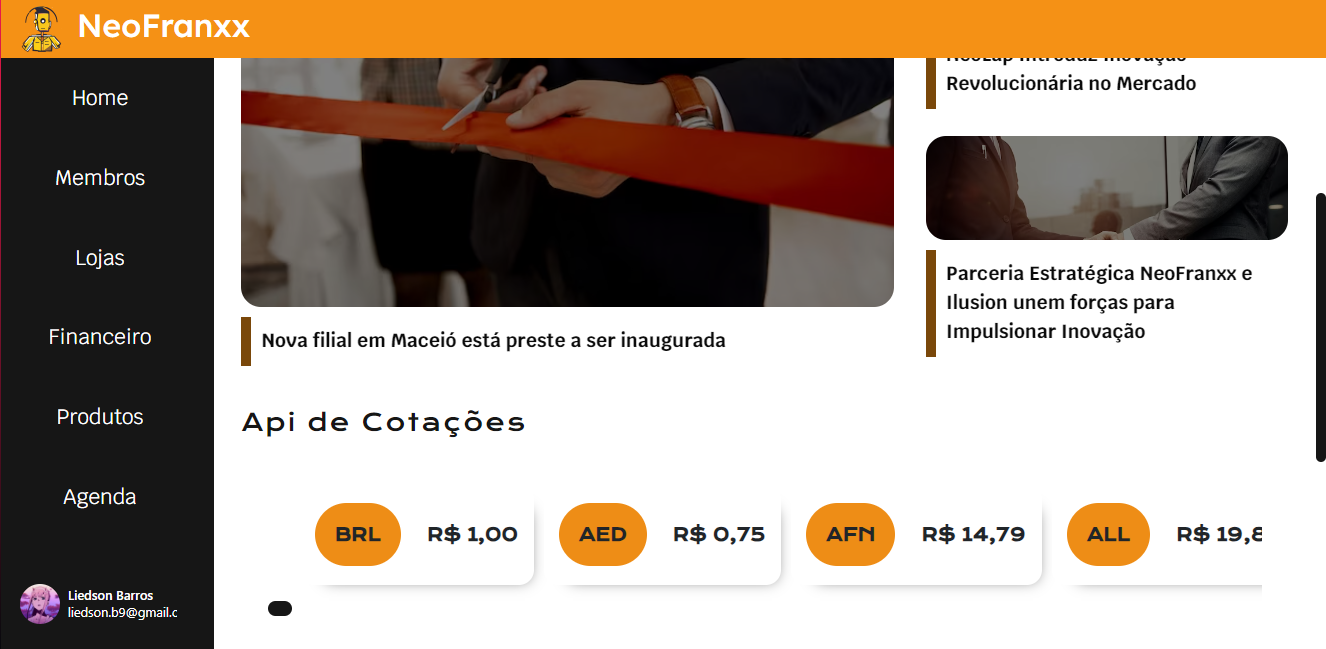 NeoFranxx
Home
Membros
Lojas
Financeiro
Produtos
Agenda
Liedson Barros
liedson.b9@gmail.c
Revolucionária no Mercado
Parceria Estratégica NeoFranxx e
Ilusion unem forças para
Impulsionar Inovação
Nova filial em Maceió está preste a ser inaugurada
Api de Cotações
BRL R$ 1,00 AED R$ 0,75 AFN R$ 14,79 ALL R$ 19,8